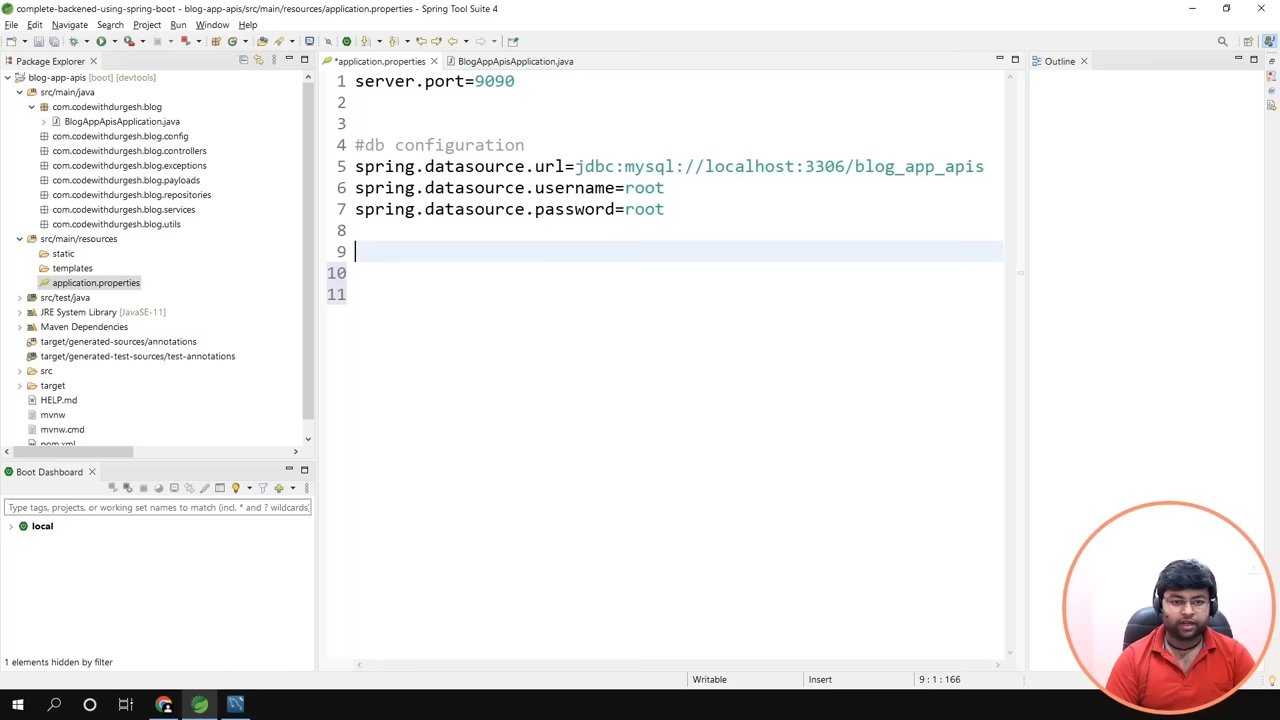 complete-backened-using-spring-boot - blog-app-apis/src/main/resources/application.properties - Spring Tool Suite 4
File Edit Navigate Search Project Run Window Help
Package Explorer
*application.properties
BlogAppApisApplication.java
Outline
blog-app-apis [boot] [devtools]
src/main/java
com.codewithdurgesh.blog
BlogAppApisApplication.java
com.codewithdurgesh.blog.config
com.codewithdurgesh.blog.controllers
com.codewithdurgesh.blog.exceptions
com.codewithdurgesh.blog.payloads
com.codewithdurgesh.blog.repositories
com.codewithdurgesh.blog.services
com.codewithdurgesh.blog.utils
src/main/resources
static
templates
application.properties
src/test/java
JRE System Library [JavaSE-11]
Maven Dependencies
target/generated-sources/annotations
target/generated-test-sources/test-annotations
src
target
HELP.md
mvnw
mvnw.cmd
pom.xml
1 server.port=9090
2
3
4 #db configuration
5 spring.datasource.url=jdbc:mysql://localhost:3306/blog_app_apis
6 spring.datasource.username=root
7 spring.datasource.password=root
8
9
10
11
Boot Dashboard
Type tags, projects, or working set names to match (incl. * and ? wildcards)
local
1 elements hidden by filter
Writable
Insert
9 : 1 : 166